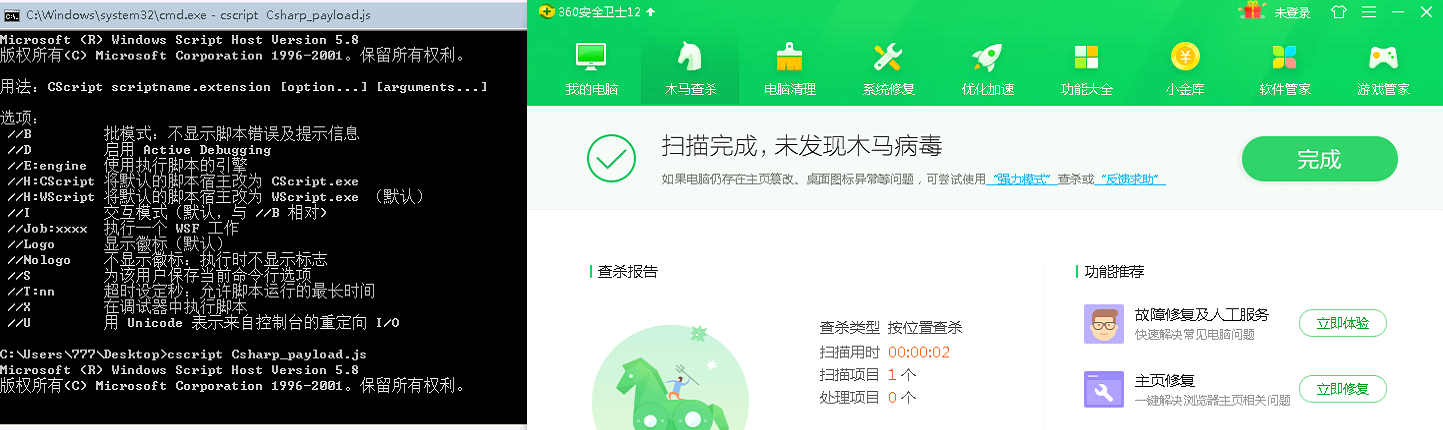 C:\Windows\system32\cmd.exe - cscript Csharp_payload.js
Microsoft (R) Windows Script Host Version 5.8
版权所有(C) Microsoft Corporation 1996-2001。保留所有权利。
用法：CScript scriptname.extension [option...] [arguments...]
选项：
//B 批模式：不显示脚本错误及提示信息
//D 启用 Active Debugging
//E:engine 使用执行脚本的引擎
//H:CScript 将默认的脚本宿主改为 CScript.exe
//H:WScript 将默认的脚本宿主改为 WScript.exe （默认）
//I 交互模式（默认，与 //B 相对)
//Job:xxxx 执行一个 WSF 工作
//Logo 显示徽标（默认）
//Nologo 不显示徽标：执行时不显示标志
//S 为该用户保存当前命令行选项
//T:nn 超时设定秒：允许脚本运行的最长时间
//X 在调试器中执行脚本
//U 用 Unicode 表示来自控制台的重定向 I/O
C:\Users\777\Desktop>cscript Csharp_payload.js
Microsoft (R) Windows Script Host Version 5.8
版权所有(C) Microsoft Corporation 1996-2001。保留所有权利。
360安全卫士12
未登录
我的电脑 木马查杀 电脑清理 系统修复 优化加速 功能大全 小金库 软件管家 游戏管家
扫描完成，未发现木马病毒
完成
如果电脑仍存在主页篡改、桌面图标异常等问题，可尝试使用“强力模式”查杀或“反馈求助”
查杀报告
查杀类型 按位置查杀
扫描用时 00:00:02
扫描项目 1 个
处理项目 0 个
功能推荐
故障修复及人工服务
快速解决常见电脑问题
立即体验
主页修复
一键解决浏览器主页相关问题
立即修复